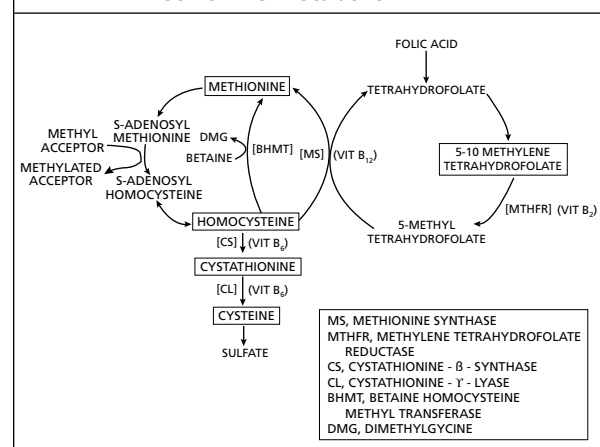 FOLIC ACID
METHIONINE
TETRAHYDROFOLATE
S-ADENOSYL
METHIONINE
METHYL
ACCEPTOR
METHYLATED
ACCEPTOR
S-ADENOSYL
HOMOCYSTEINE
DMG
BETAINE
[BHMT]
[MS]
(VIT B12)
5-10 METHYLENE
TETRAHYDROFOLATE
[MTHFR] (VIT B2)
5-METHYL
TETRAHYDROFOLATE
HOMOCYSTEINE
[CS] (VIT B6)
CYSTATHIONINE
[CL] (VIT B6)
CYSTEINE
SULFATE
MS, METHIONINE SYNTHASE
MTHFR, METHYLENE TETRAHYDROFOLATE
REDUCTASE
CS, CYSTATHIONINE - ß - SYNTHASE
CL, CYSTATHIONINE - ϒ - LYASE
BHMT, BETAINE HOMOCYSTEINE
METHYL TRANSFERASE
DMG, DIMETHYLGYCINE